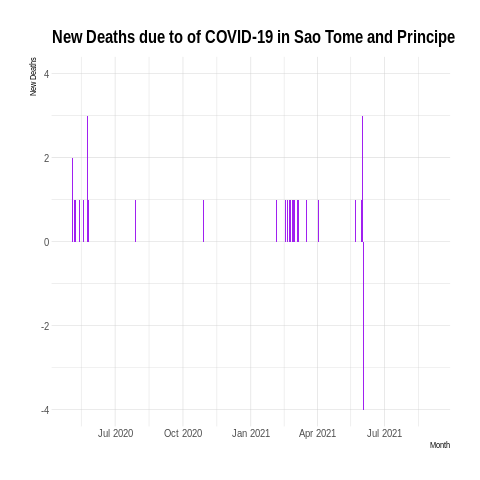 New Deaths due to of COVID-19 in Sao Tome and Principe
New Deaths
4
2
0
-2
-4
Jul 2020 Oct 2020 Jan 2021 Apr 2021 Jul 2021
Month